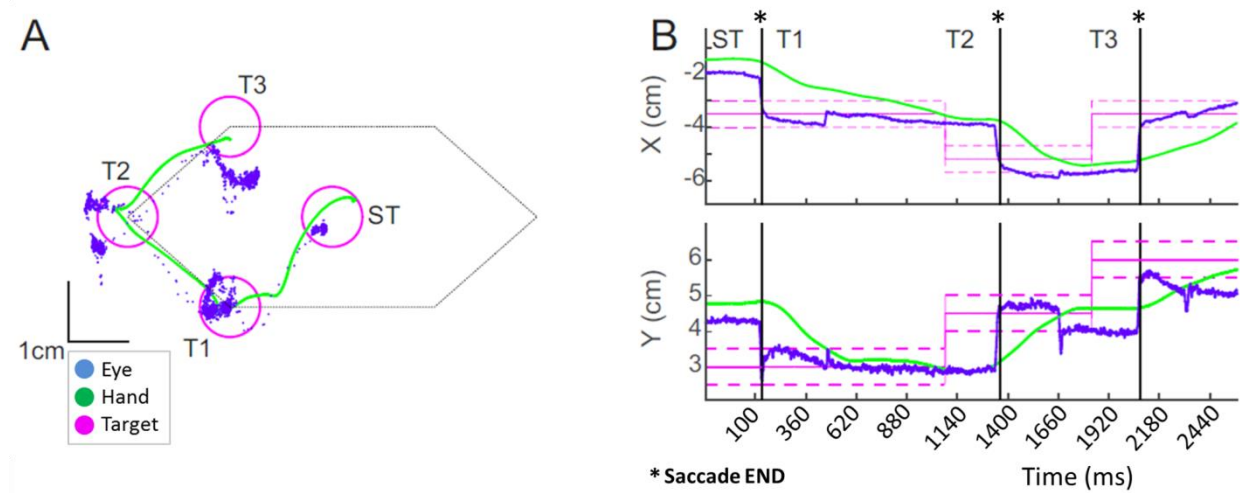 A
T3
T2
ST
T1
1cm
Eye
Hand
Target
B
* * *
ST T1 T2 T3
X (cm)
-2
-4
-6
Y (cm)
6
5
4
3
100 360 620 880 1140 1400 1660 1920 2180 2440
* Saccade END
Time (ms)